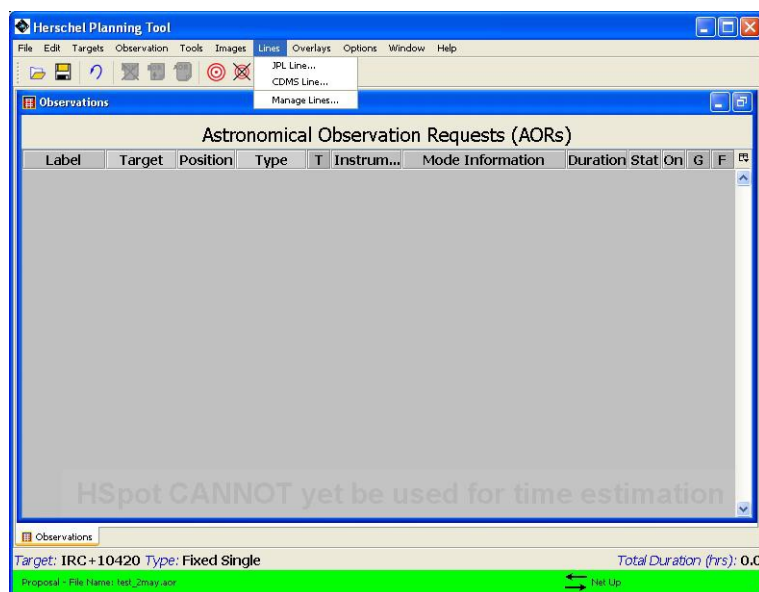 Herschel Planning Tool
File Edit Targets Observation Tools Images Lines Overlays Options Window Help
JPL Line...
CDMS Line...
Manage Lines...
Observations
Astronomical Observation Requests (AORs)
Label Target Position Type T Instrum... Mode Information Duration Stat On G F
HSpot CANNOT yet be used for time estimation
Observations
Target: IRC+10420 Type: Fixed Single Total Duration (hrs): 0.0
Proposal - File Name: test_2may.aor Net Up